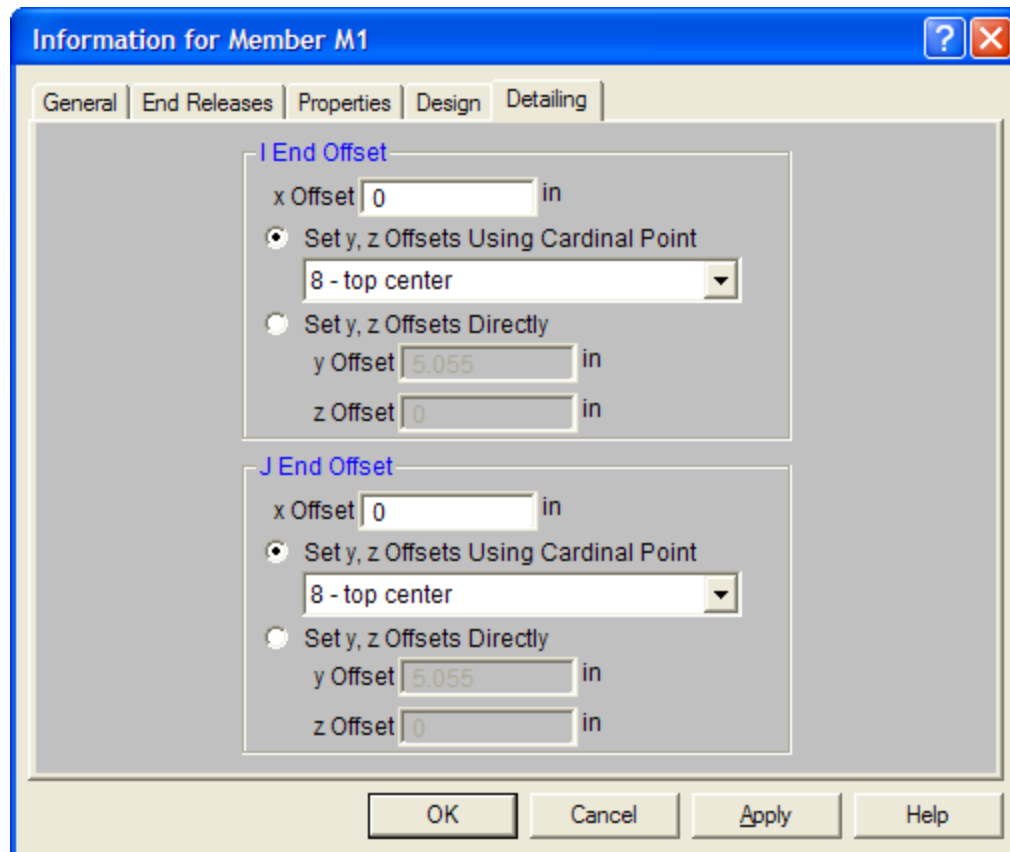 Information for Member M1
General End Releases Properties Design Detailing
I End Offset
x Offset 0 in
Set y, z Offsets Using Cardinal Point
8 - top center
Set y, z Offsets Directly
y Offset 5.055 in
z Offset 0 in
J End Offset
x Offset 0 in
Set y, z Offsets Using Cardinal Point
8 - top center
Set y, z Offsets Directly
y Offset 5.055 in
z Offset 0 in
OK Cancel Apply Help